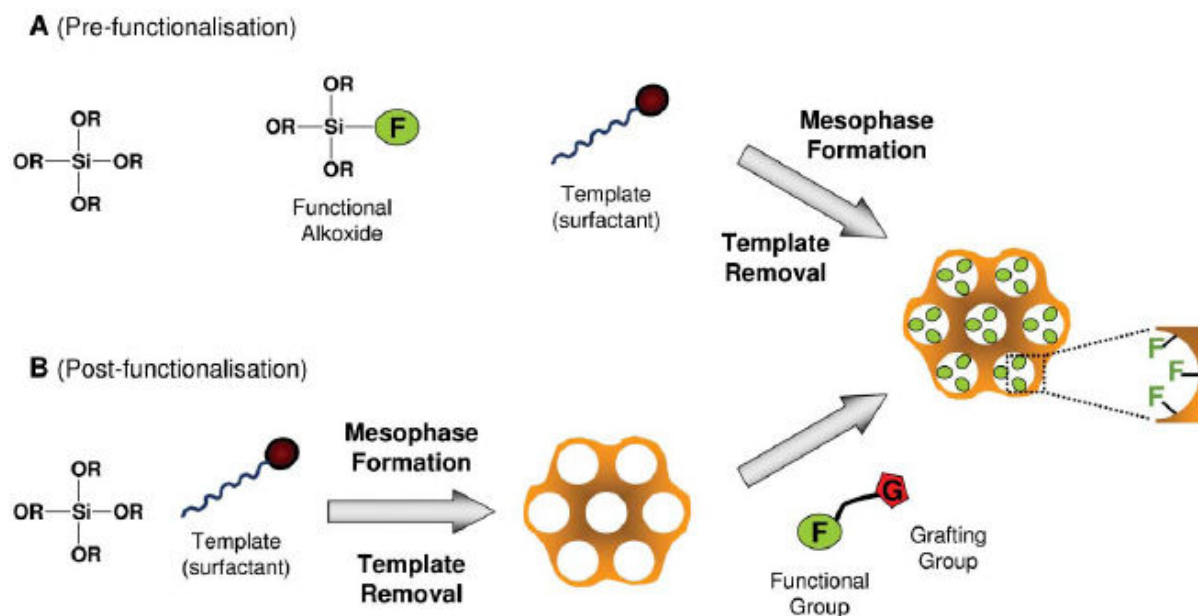 A (Pre-functionalisation)
OR
OR—Si—OR
OR
OR
OR—Si—F
OR
Functional
Alkoxide
Template
(surfactant)
Mesophase
Formation
Template
Removal
F
F
F
B (Post-functionalisation)
OR
OR—Si—OR
OR
Template
(surfactant)
Mesophase
Formation
Template
Removal
F
G
Functional
Group
Grafting
Group